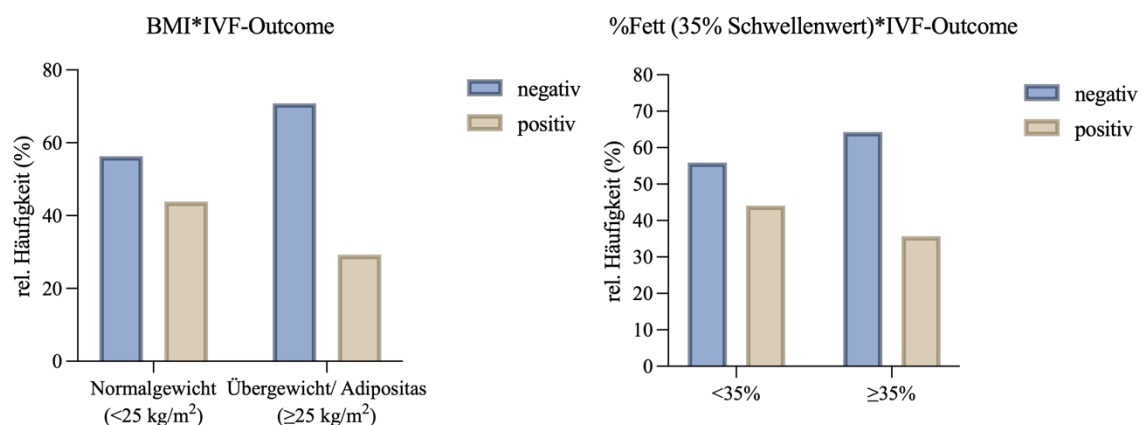 BMI*IVF-Outcome
80
60
40
20
0
rel. Häufigkeit (%)
negativ
positiv
Normalgewicht
(<25 kg/m²)
Übergewicht/ Adipositas
(≥25 kg/m²)
%Fett (35% Schwellenwert)*IVF-Outcome
80
70
60
50
40
30
20
10
0
rel. Häufigkeit (%)
negativ
positiv
<35%
≥35%